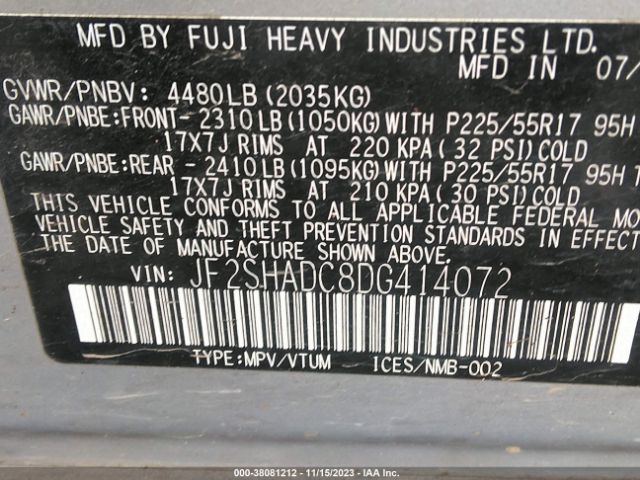 MFD BY FUJI HEAVY INDUSTRIES LTD.
MFD IN 07/
GVWR/PNBV: 4480LB(2035KG)
GAWR/PNBE:FRONT-2310LB(1050KG)WITH P225/55R17 95H
17X7J RIMS AT 220 KPA(32 PSI)COLD
GAWR/PNBE:REAR -2410LB(1095KG)WITH P225/55R17 95H T
17X7J RIMS AT 210 KPA(30 PSI)COLD
THIS VEHICLE CONFORMS TO ALL APPLICABLE FEDERAL MO
VEHICLE SAFETY AND THEFT PREVENTION STANDARDS IN EFFECT
THE DATE OF MANUFACTURE SHOWN ABOVE.
VIN: JF2SHADC8DG414072
TYPE:MPV/VTUM ICES/NMB-002
000-38081212 - 11/15/2023 - IAA Inc.